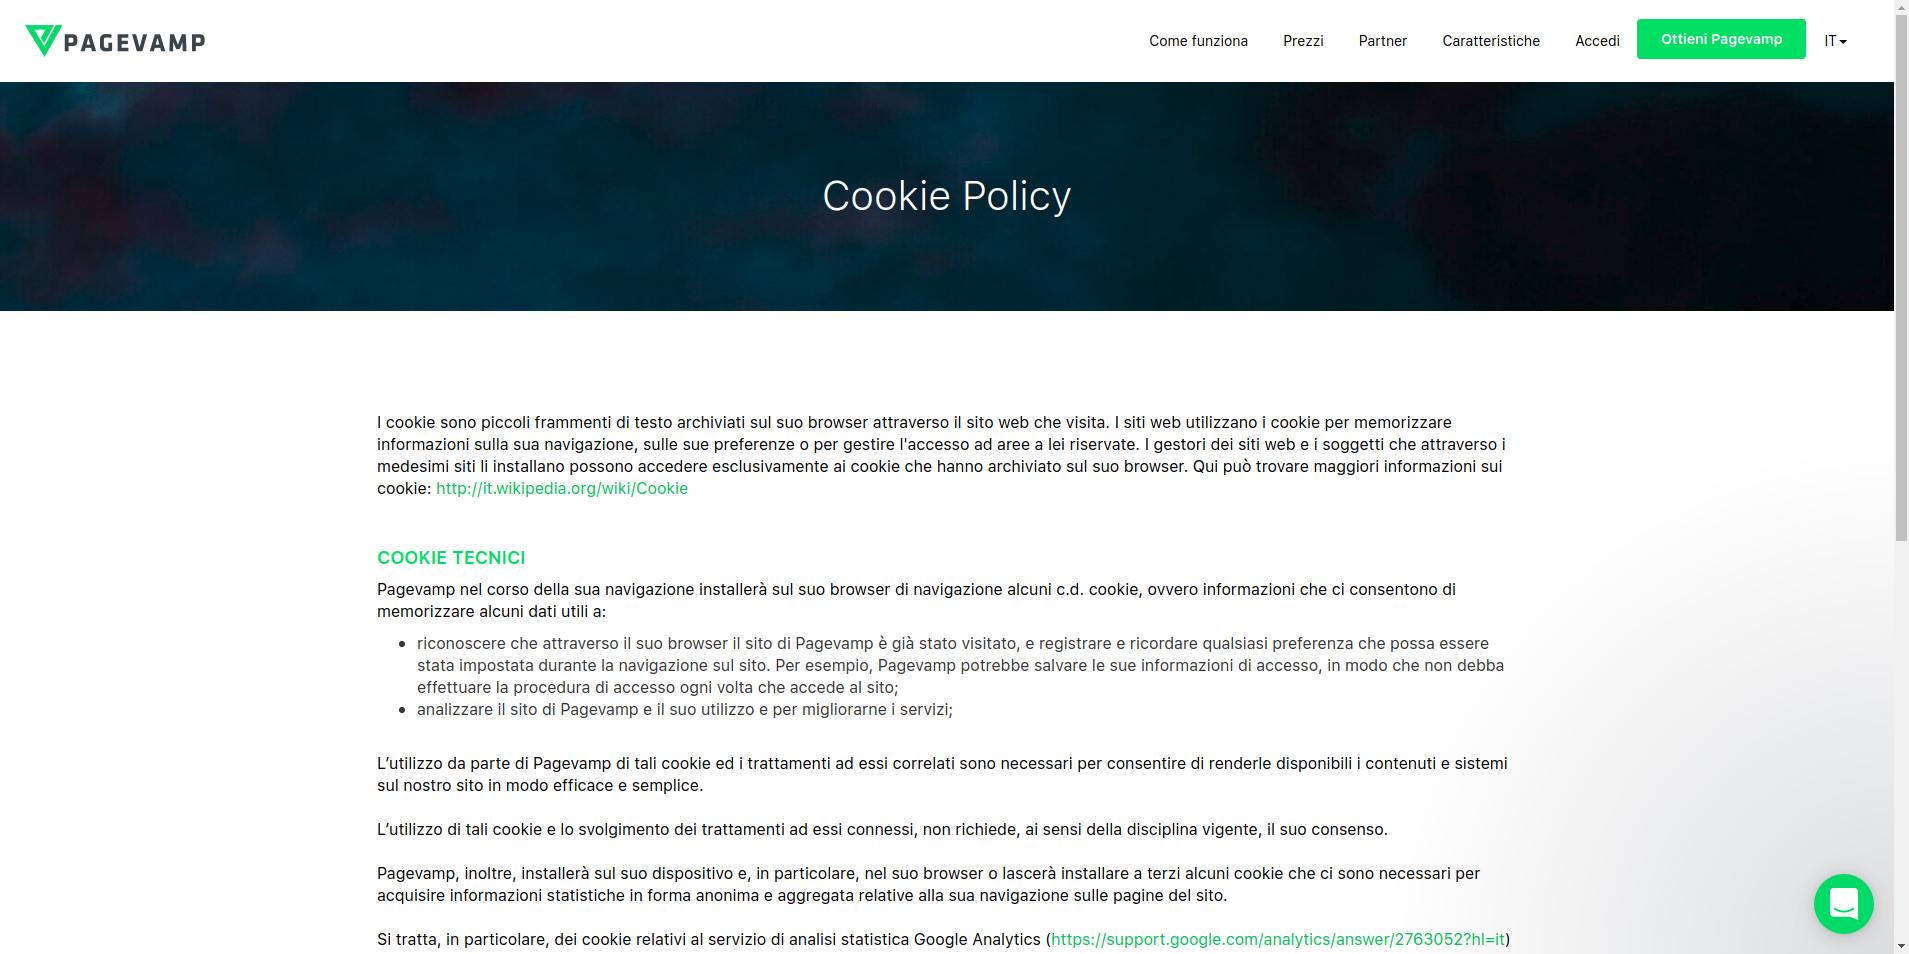 PAGEVAMP
Come funziona
Prezzi
Partner
Caratteristiche
Accedi
Ottieni Pagevamp
IT
Cookie Policy
I cookie sono piccoli frammenti di testo archiviati sul suo browser attraverso il sito web che visita. I siti web utilizzano i cookie per memorizzare
informazioni sulla sua navigazione, sulle sue preferenze o per gestire l'accesso ad aree a lei riservate. I gestori dei siti web e i soggetti che attraverso i
medesimi siti li installano possono accedere esclusivamente ai cookie che hanno archiviato sul suo browser. Qui può trovare maggiori informazioni sui
cookie: http://it.wikipedia.org/wiki/Cookie
COOKIE TECNICI
Pagevamp nel corso della sua navigazione installerà sul suo browser di navigazione alcuni c.d. cookie, ovvero informazioni che ci consentono di
memorizzare alcuni dati utili a:
• riconoscere che attraverso il suo browser il sito di Pagevamp è già stato visitato, e registrare e ricordare qualsiasi preferenza che possa essere
stata impostata durante la navigazione sul sito. Per esempio, Pagevamp potrebbe salvare le sue informazioni di accesso, in modo che non debba
effettuare la procedura di accesso ogni volta che accede al sito;
• analizzare il sito di Pagevamp e il suo utilizzo e per migliorarne i servizi;
L’utilizzo da parte di Pagevamp di tali cookie ed i trattamenti ad essi correlati sono necessari per consentire di renderle disponibili i contenuti e sistemi
sul nostro sito in modo efficace e semplice.
L’utilizzo di tali cookie e lo svolgimento dei trattamenti ad essi connessi, non richiede, ai sensi della disciplina vigente, il suo consenso.
Pagevamp, inoltre, installerà sul suo dispositivo e, in particolare, nel suo browser o lascerà installare a terzi alcuni cookie che ci sono necessari per
acquisire informazioni statistiche in forma anonima e aggregata relative alla sua navigazione sulle pagine del sito.
Si tratta, in particolare, dei cookie relativi al servizio di analisi statistica Google Analytics (https://support.google.com/analytics/answer/2763052?hl=it)